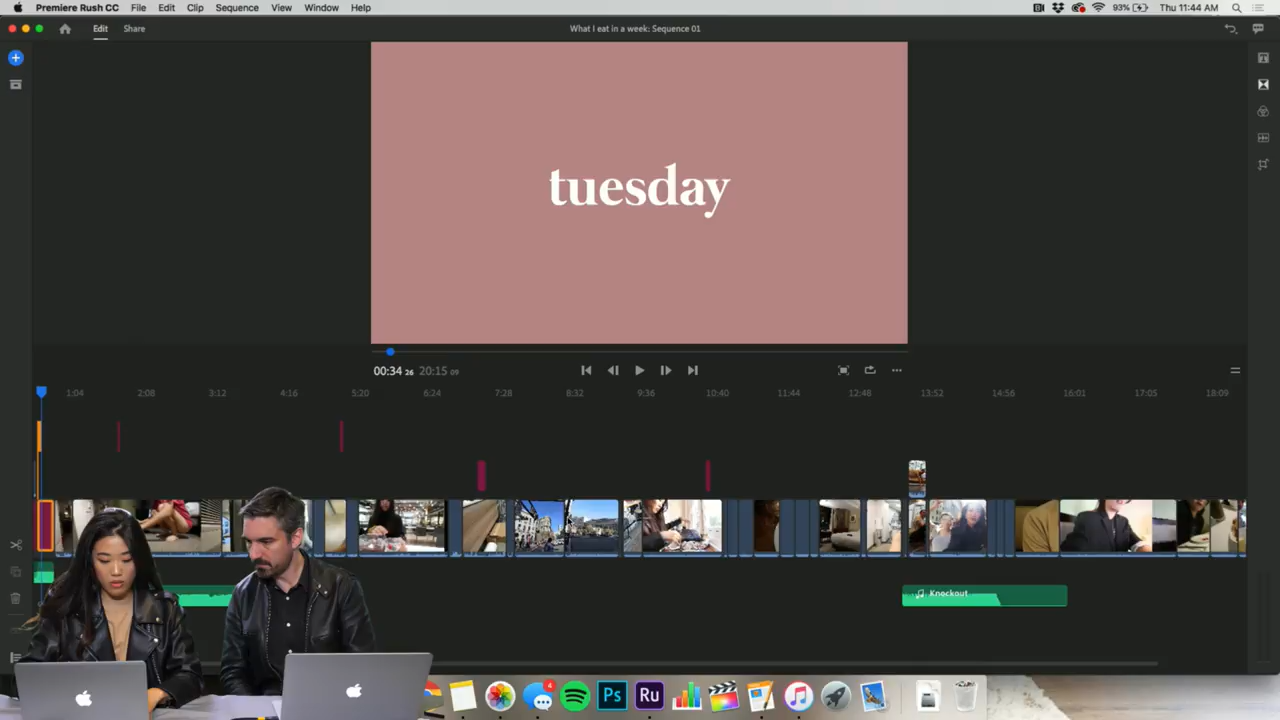 Premiere Rush CC File Edit Clip Sequence View Window Help 93% Thu 11:44 AM
Edit Share What I eat in a week: Sequence 01
tuesday
00:34 26 20:15 09
1:04 2:08 3:12 4:16 5:20 6:24 7:28 8:32 9:36 10:40 11:44 12:48 13:52 14:56 16:01 17:05 18:09
Knockout
4
Ps Ru